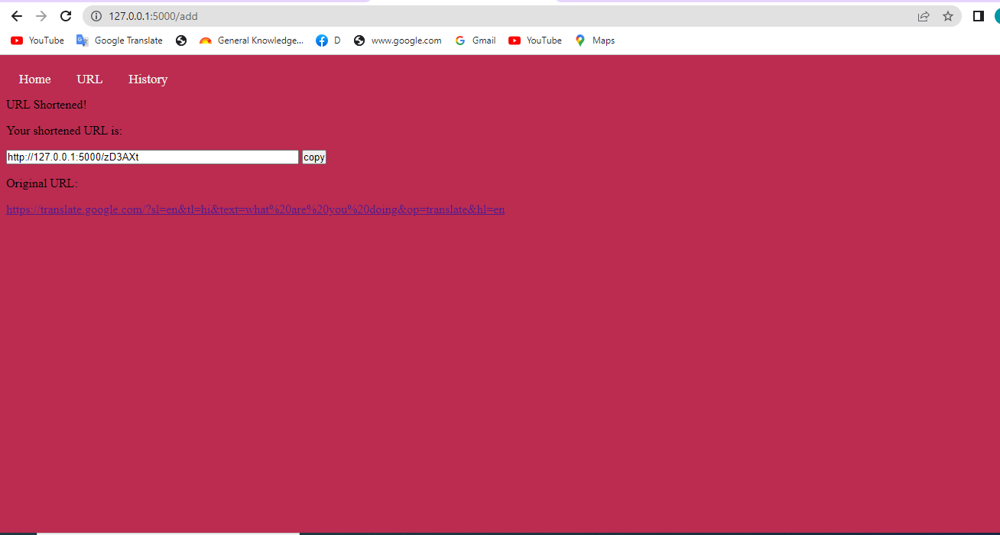 127.0.0.1:5000/add
YouTube Google Translate General Knowledge... D www.google.com Gmail YouTube Maps
Home URL History
URL Shortened!
Your shortened URL is:
http://127.0.0.1:5000/zD3AXt copy
Original URL:
https://translate.google.com/?sl=en&tl=hi&text=what%20are%20you%20doing&op=translate&hl=en